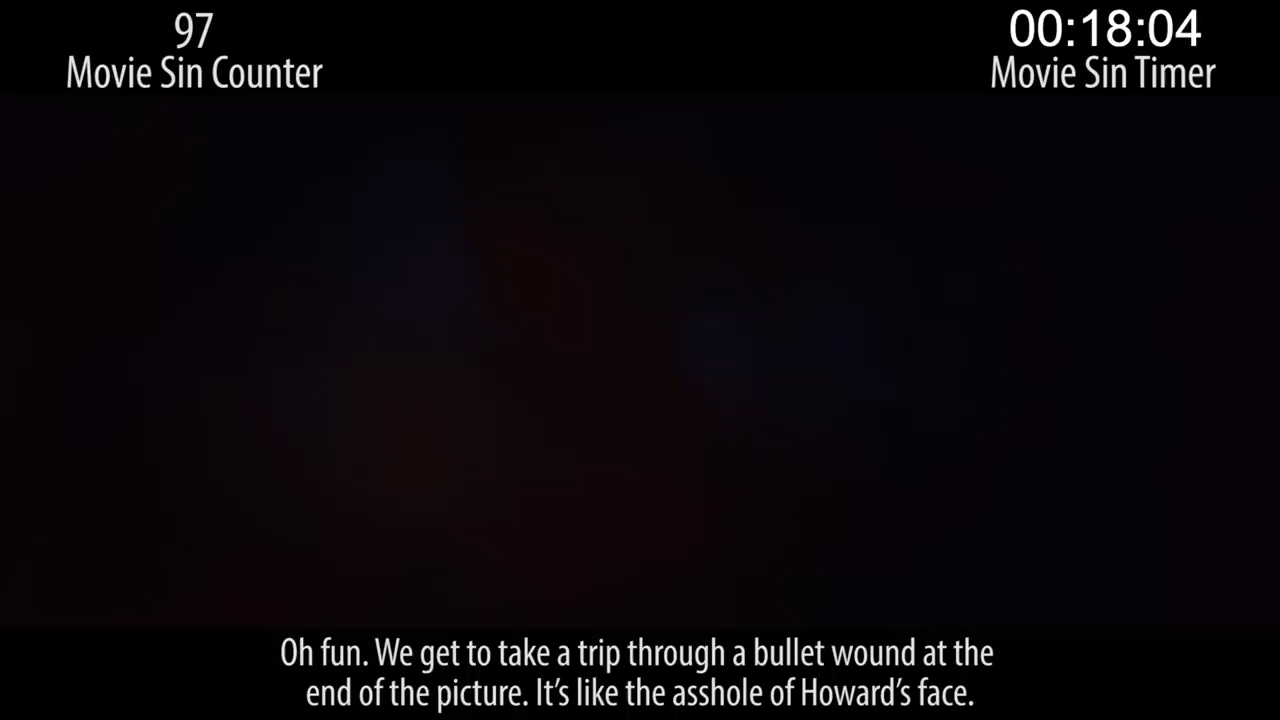 97
Movie Sin Counter
00:18:04
Movie Sin Timer
Oh fun. We get to take a trip through a bullet wound at the
end of the picture. It's like the asshole of Howard's face.